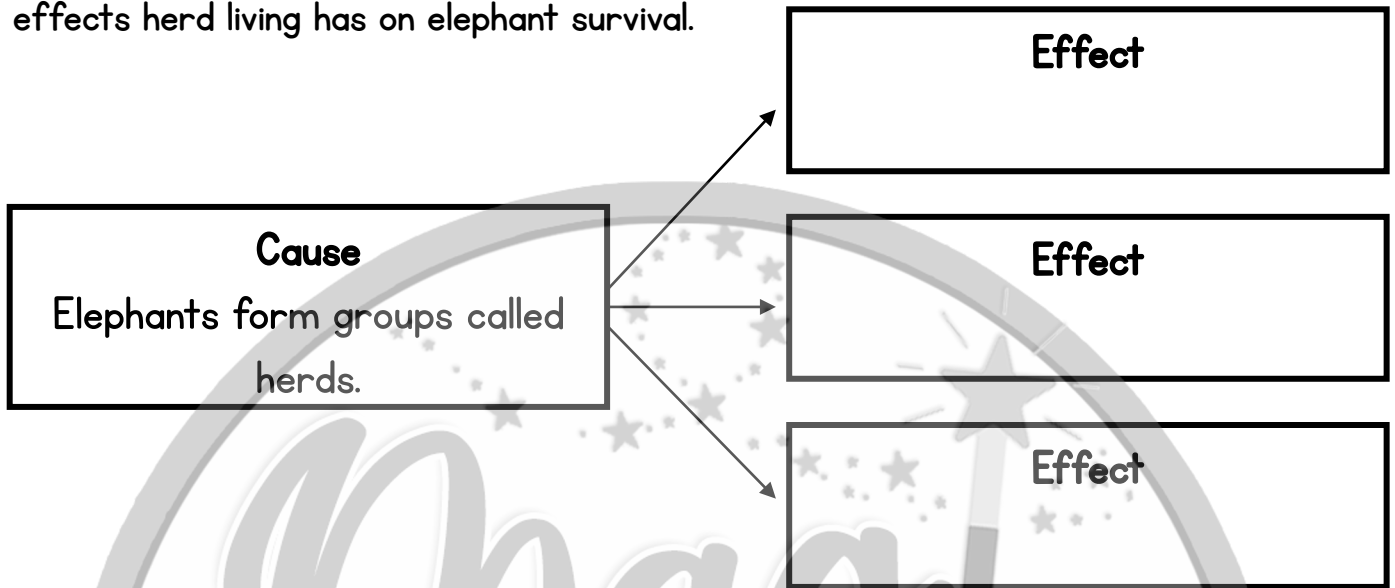 effects herd living has on elephant survival.
Effect
Cause
Elephants form groups called
herds.
Effect
Effect